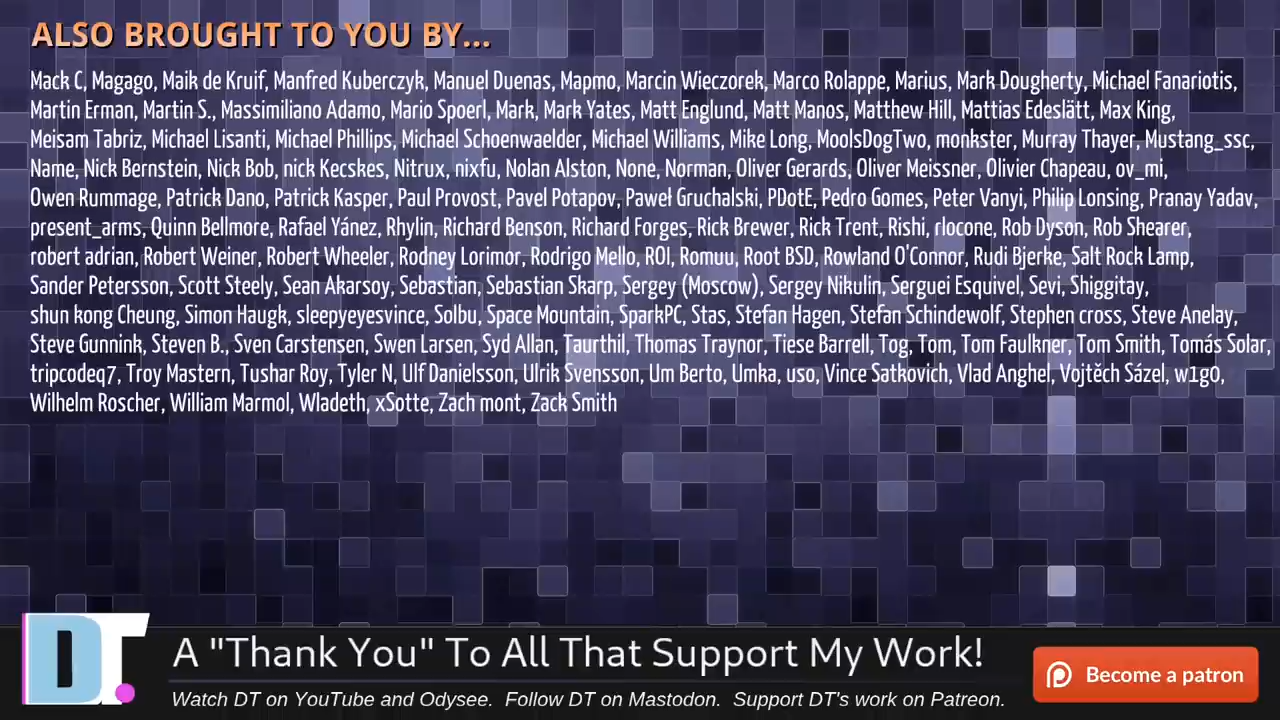 ALSO BROUGHT TO YOU BY...
Mack C, Magago, Maik de Kruif, Manfred Kuberczyk, Manuel Duenas, Mapmo, Marcin Wieczorek, Marco Rolappe, Marius, Mark Dougherty, Michael Fanariotis,
Martin Erman, Martin S., Massimiliano Adamo, Mario Spoerl, Mark, Mark Yates, Matt Englund, Matt Manos, Matthew Hill, Mattias Edeslätt, Max King,
Meisam Tabriz, Michael Lisanti, Michael Phillips, Michael Schoenwaelder, Michael Williams, Mike Long, MoolsDogTwo, monkster, Murray Thayer, Mustang_ssc,
Name, Nick Bernstein, Nick Bob, nick Kecskes, Nitrux, nixfu, Nolan Alston, None, Norman, Oliver Gerards, Oliver Meissner, Olivier Chapeau, ov_mi,
Owen Rummage, Patrick Dano, Patrick Kasper, Paul Provost, Pavel Potapov, Paweł Gruchalski, PDotE, Pedro Gomes, Peter Vanyi, Philip Lonsing, Pranay Yadav,
present_arms, Quinn Bellmore, Rafael Yánez, Rhylin, Richard Benson, Richard Forges, Rick Brewer, Rick Trent, Rishi, rlocone, Rob Dyson, Rob Shearer,
robert adrian, Robert Weiner, Robert Wheeler, Rodney Lorimor, Rodrigo Mello, ROI, Romuu, Root BSD, Rowland O'Connor, Rudi Bjerke, Salt Rock Lamp,
Sander Petersson, Scott Steely, Sean Akarsoy, Sebastian, Sebastian Skarp, Sergey (Moscow), Sergey Nikulin, Serguei Esquivel, Sevi, Shiggitay,
shun kong Cheung, Simon Haugk, sleepyeyesvince, Solbu, Space Mountain, SparkPC, Stas, Stefan Hagen, Stefan Schindewolf, Stephen cross, Steve Anelay,
Steve Gunnink, Steven B., Sven Carstensen, Swen Larsen, Syd Allan, Taurthil, Thomas Traynor, Tiese Barrell, Tog, Tom, Tom Faulkner, Tom Smith, Tomás Solar,
tripcodeq7, Troy Mastern, Tushar Roy, Tyler N, Ulf Danielsson, Ulrik Svensson, Um Berto, Umka, uso, Vince Satkovich, Vlad Anghel, Vojtěch Sázel, w1g0,
Wilhelm Roscher, William Marmol, Wladeth, xSotte, Zach mont, Zack Smith
DT.
A "Thank You" To All That Support My Work!
Become a patron
Watch DT on YouTube and Odysee. Follow DT on Mastodon. Support DT's work on Patreon.